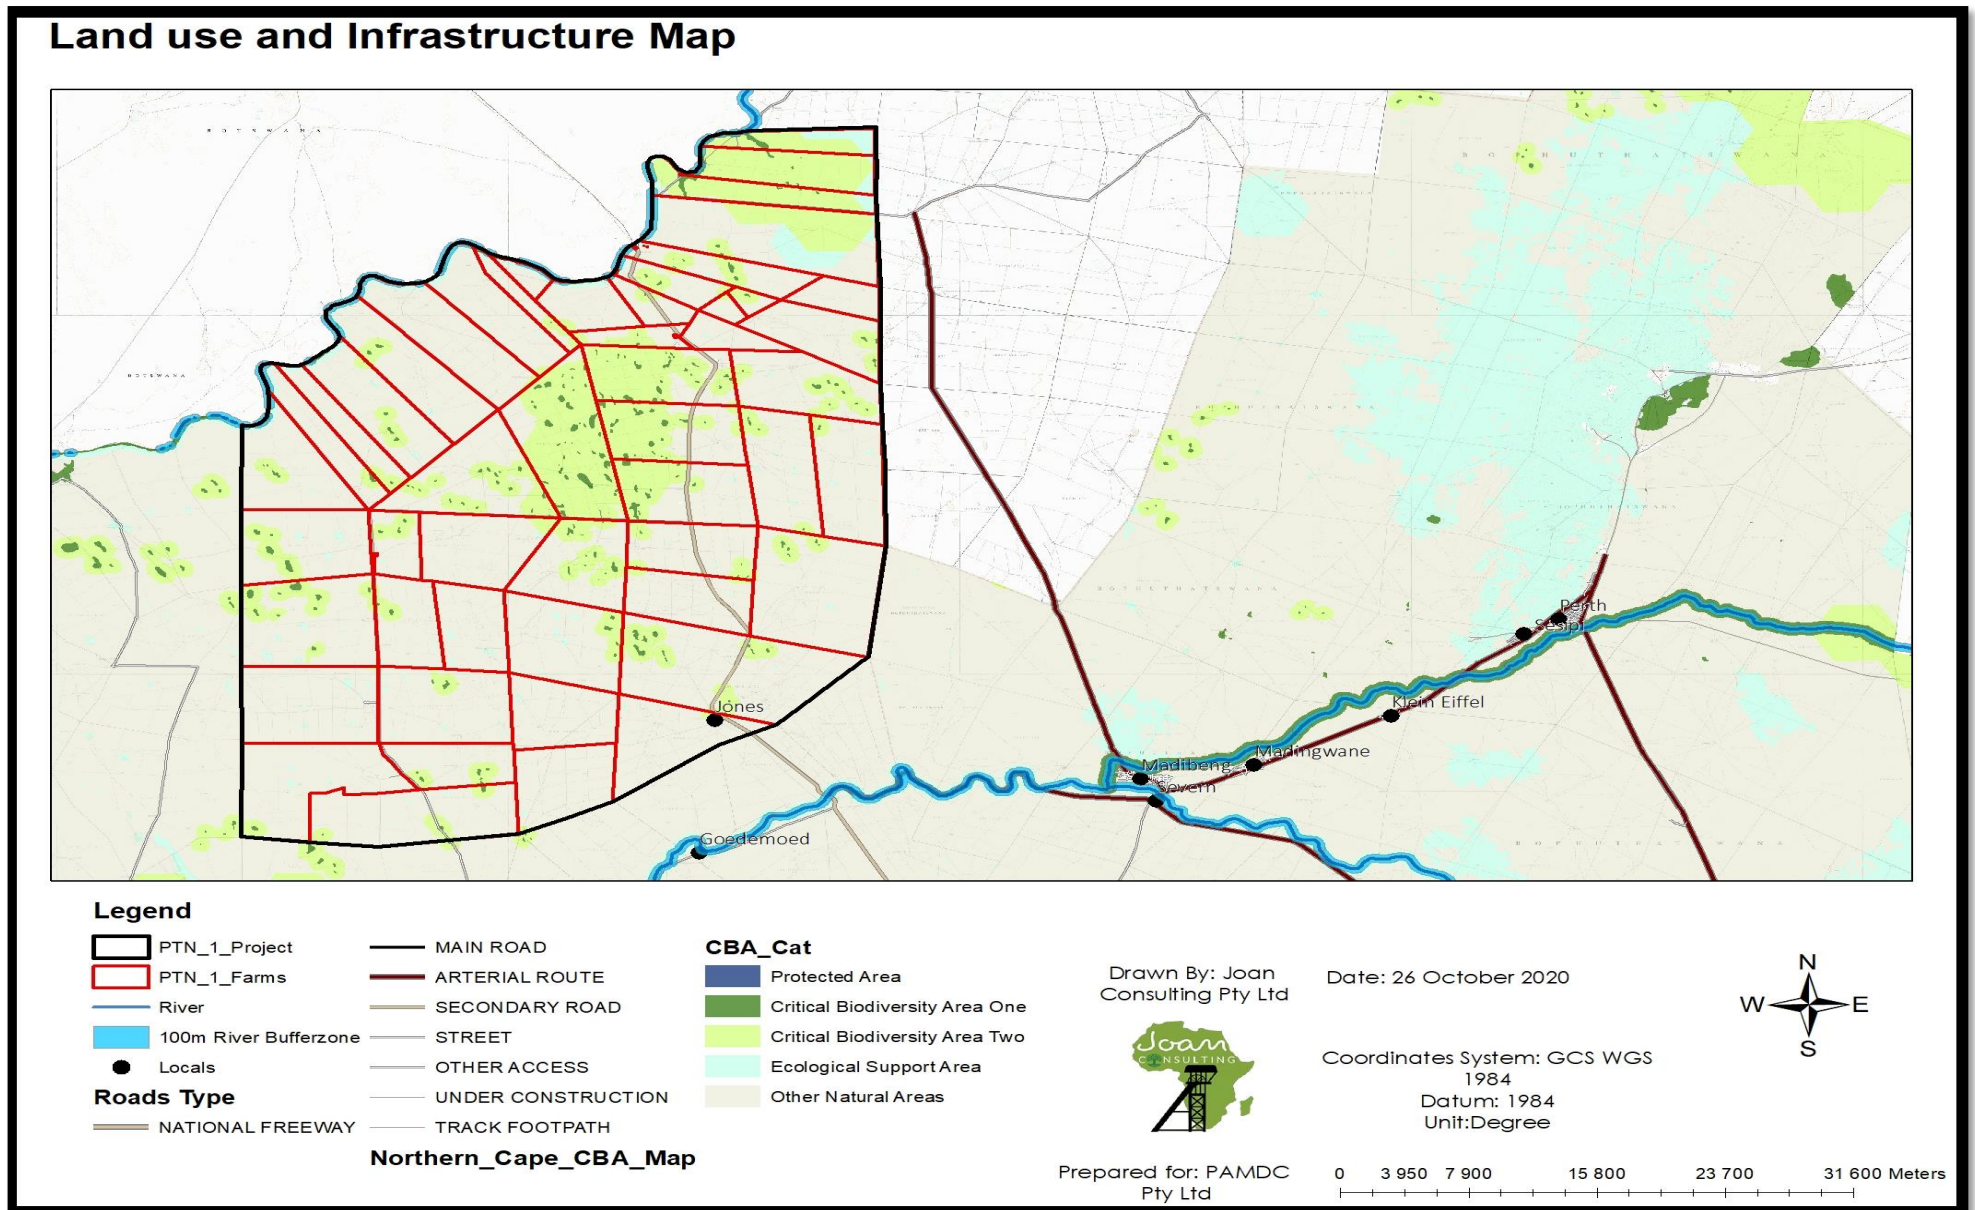 Land use and Infrastructure Map
BOTSWANA
BOTSWANA
BOPHUTHATSWANA
BOPHUTHATSWANA
BOPHUTHATSWANA
Perth
Sesipi
Klein Eiffel
Jones
Madingwane
Madibeng
Severn
Goedemoed
Legend
PTN_1_Project
PTN_1_Farms
River
100m River Bufferzone
Locals
Roads Type
NATIONAL FREEWAY
MAIN ROAD
ARTERIAL ROUTE
SECONDARY ROAD
STREET
OTHER ACCESS
UNDER CONSTRUCTION
TRACK FOOTPATH
Northern_Cape_CBA_Map
CBA_Cat
Protected Area
Critical Biodiversity Area One
Critical Biodiversity Area Two
Ecological Support Area
Other Natural Areas
Drawn By: Joan
Consulting Pty Ltd
Joan
CONSULTING
Prepared for: PAMDC
Pty Ltd
Date: 26 October 2020
Coordinates System: GCS WGS
1984
Datum: 1984
Unit:Degree
N
W E
S
0 3 950 7 900 15 800 23 700 31 600 Meters